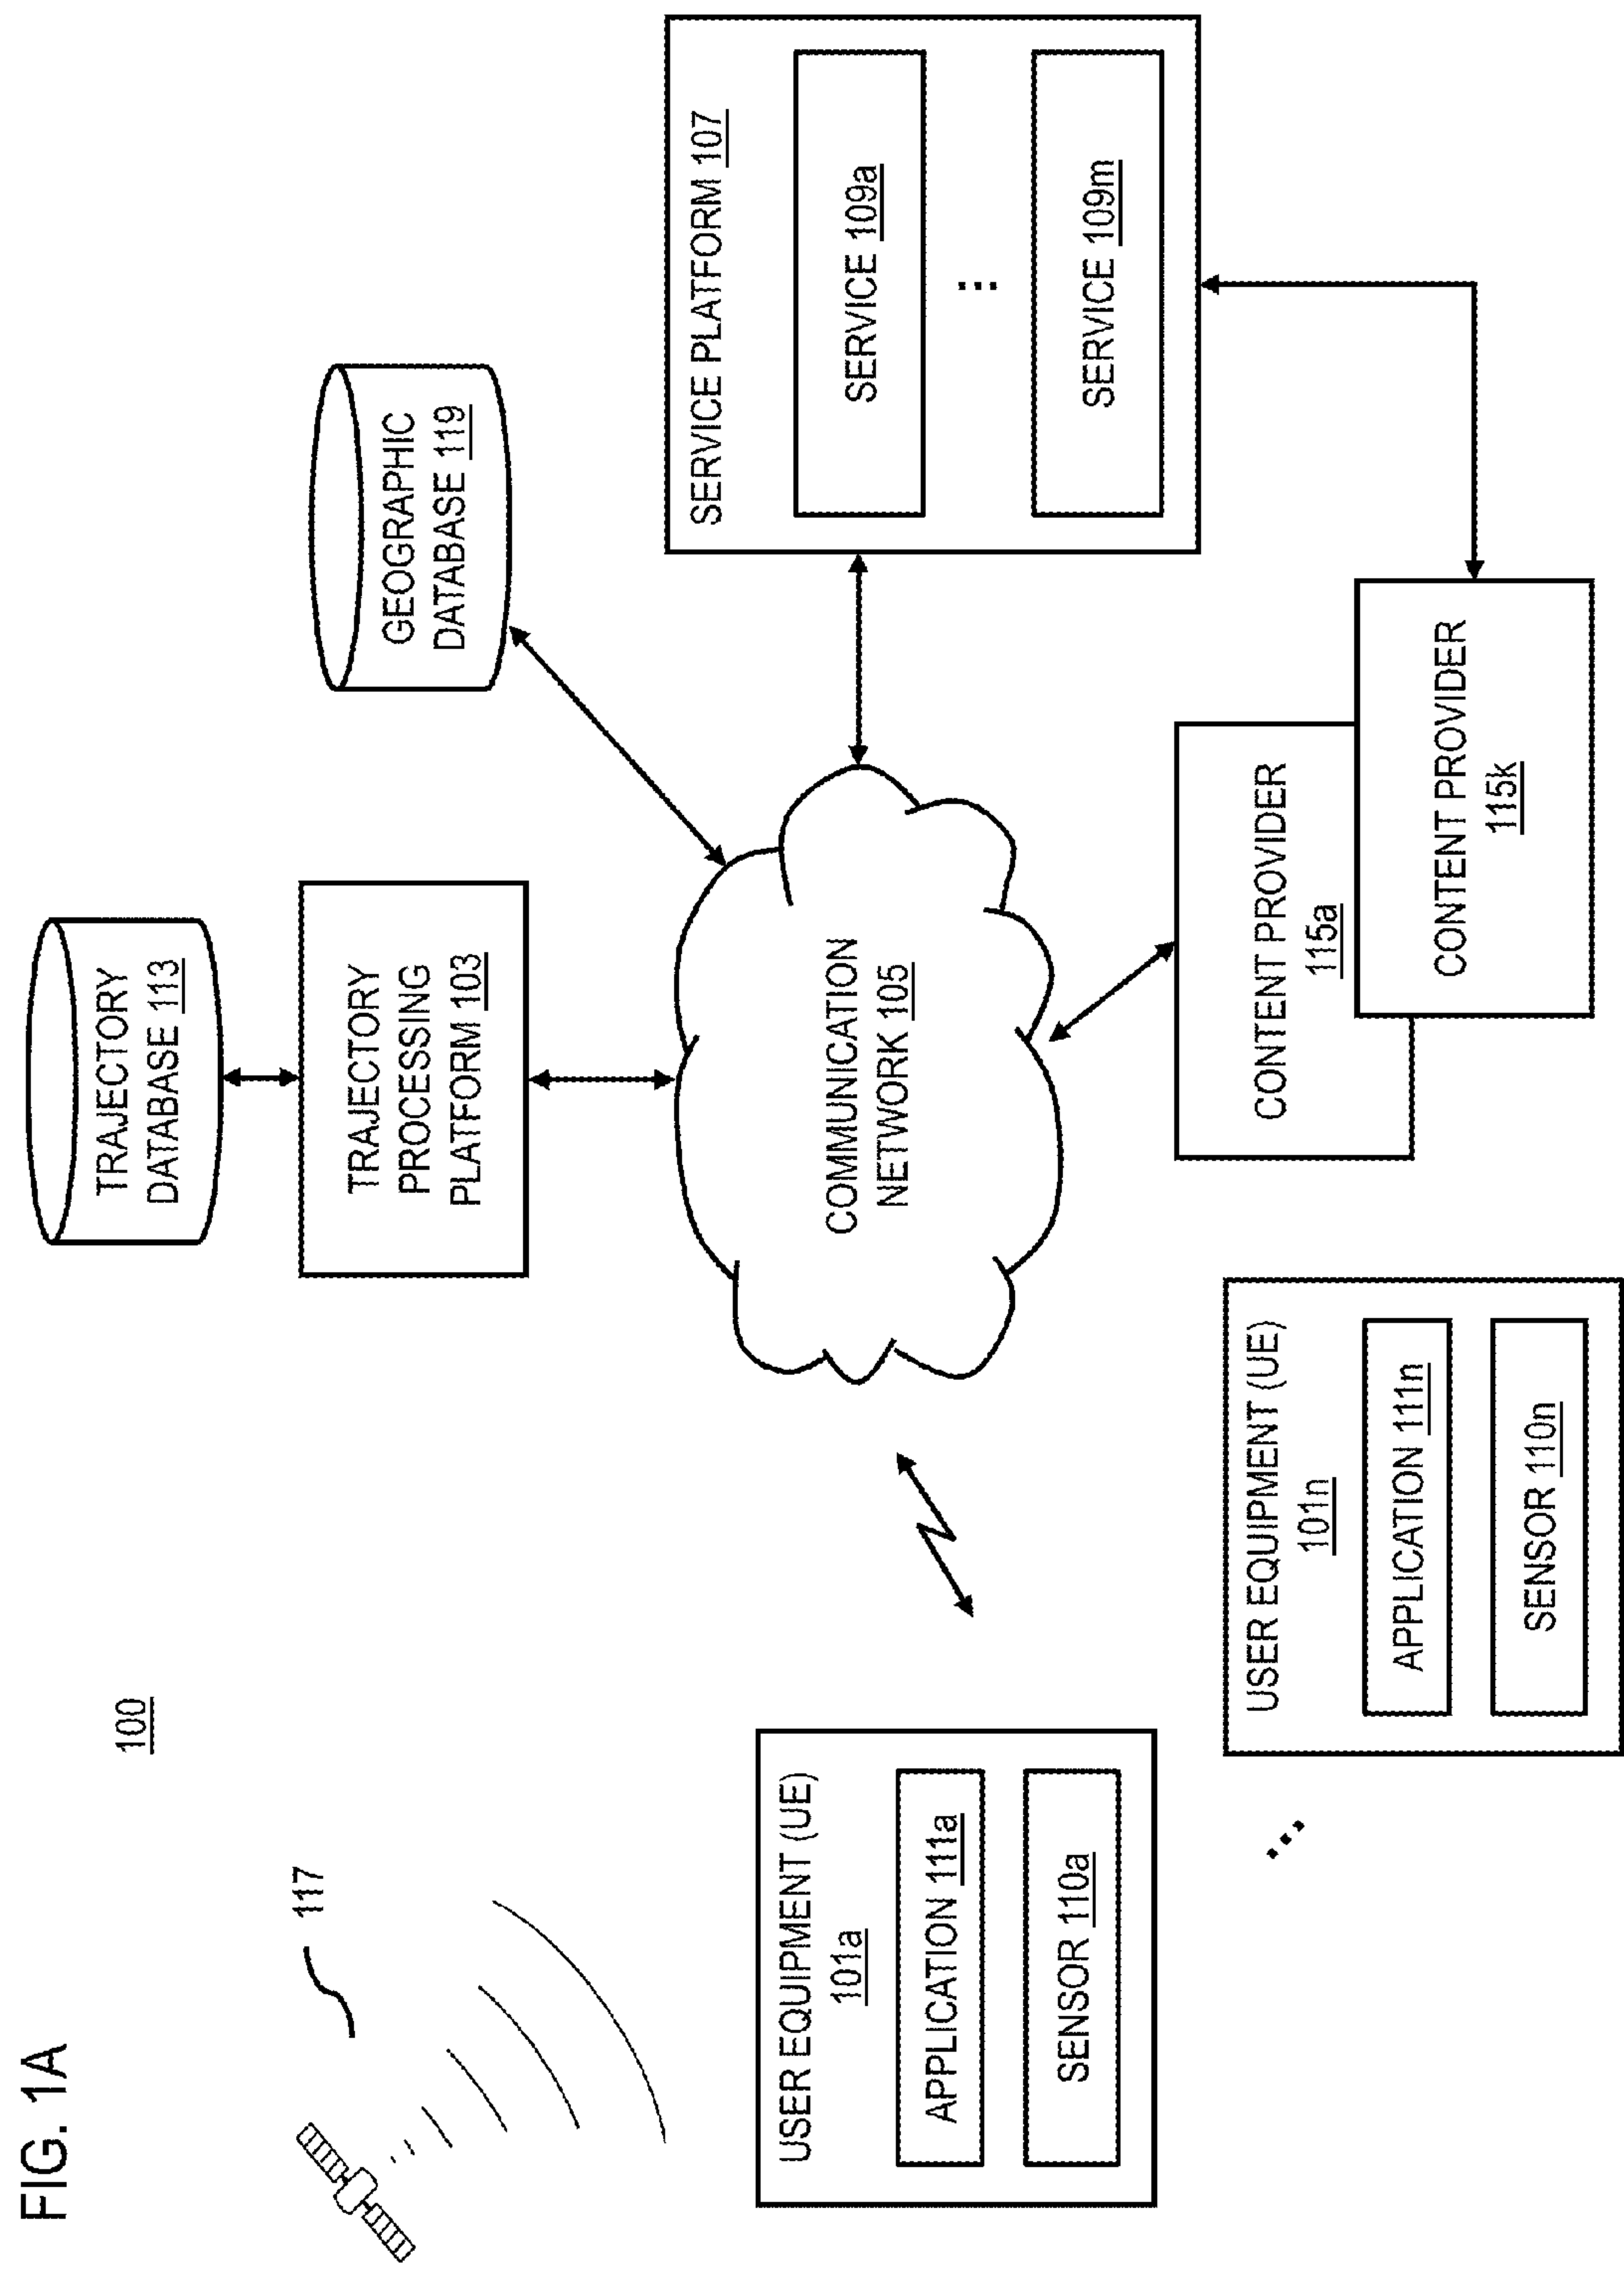 FIG. 1A
100
117
TRAJECTORY
DATABASE 113
TRAJECTORY
PROCESSING
PLATFORM 103
GEOGRAPHIC
DATABASE 119
COMMUNICATION
NETWORK 105
SERVICE PLATFORM 107
SERVICE 109a
...
SERVICE 109m
USER EQUIPMENT (UE)
101a
APPLICATION 111a
SENSOR 110a
...
USER EQUIPMENT (UE)
101n
APPLICATION 111n
SENSOR 110n
CONTENT PROVIDER
115a
CONTENT PROVIDER
115k